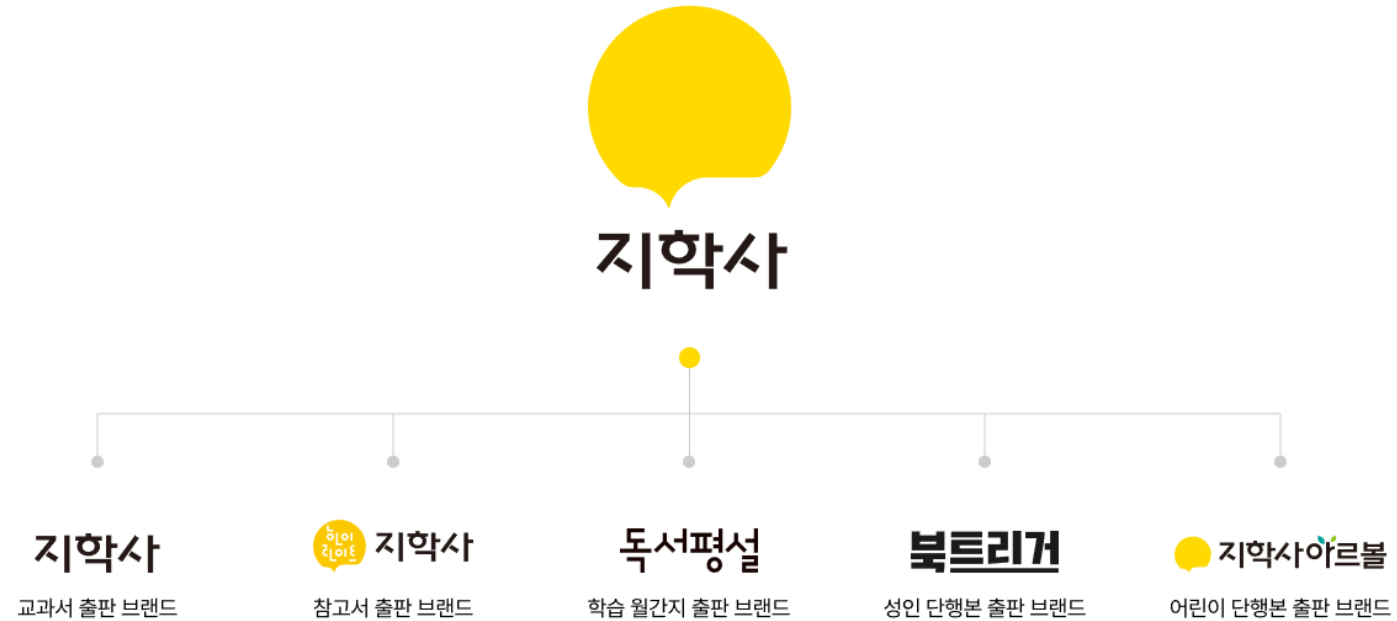 지학사
지학사
하이라이트 지학사
독서평설
북트리거
지학사아르볼
교과서 출판 브랜드
참고서 출판 브랜드
학습 월간지 출판 브랜드
성인 단행본 출판 브랜드
어린이 단행본 출판 브랜드